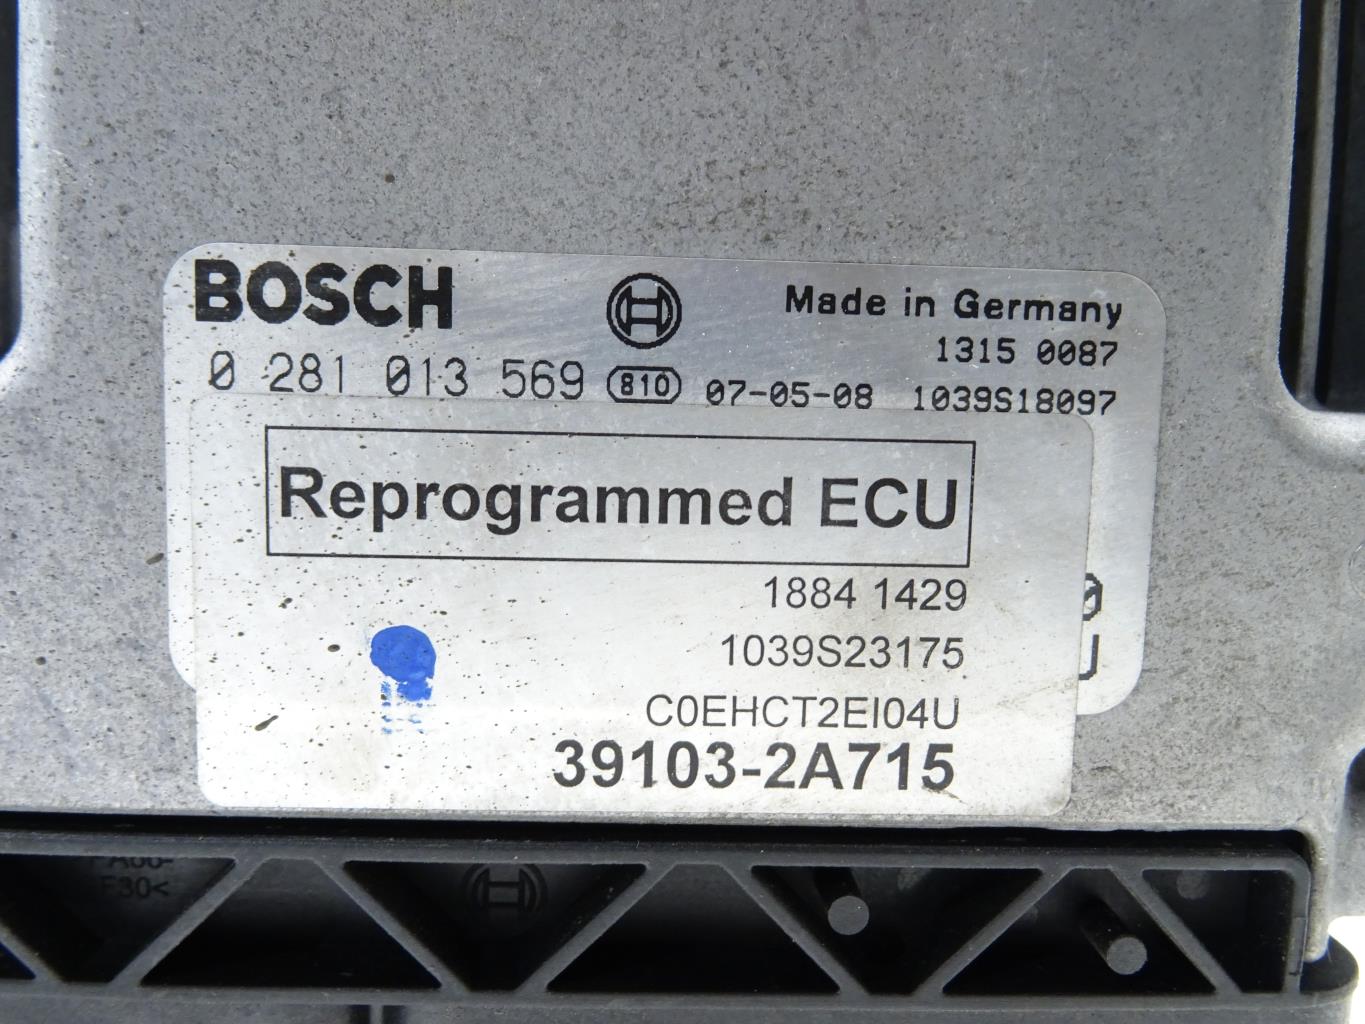 BOSCH
Made in Germany
1315 0087
0 281 013 569 810 07-05-08 1039S18097
Reprogrammed ECU
1884 1429
1039S23175
C0EHCT2EI04U
39103-2A715
F30<